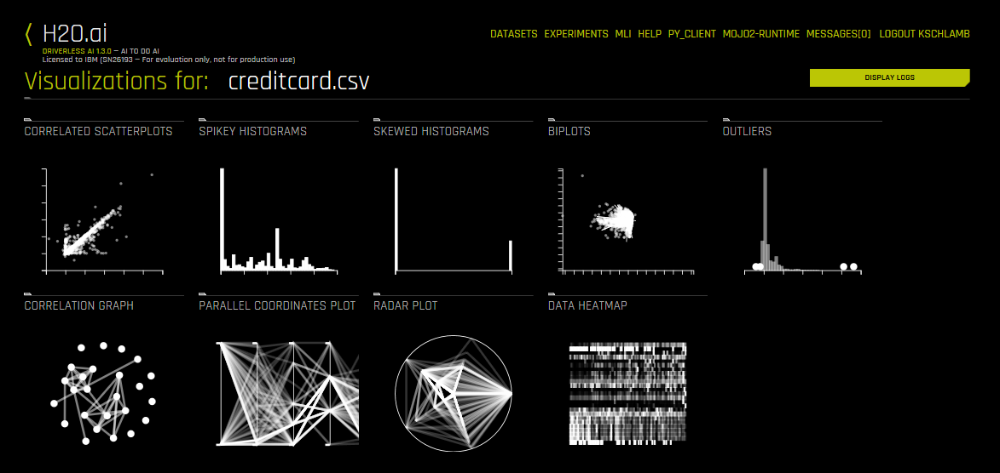 H2O.ai
DATASETS EXPERIMENTS MLI HELP PY_CLIENT MOJO2-RUNTIME MESSAGES[0] LOGOUT KSCHLAMB
DRIVERLESS AI 1.3.0 — AI TO DO AI
Licensed to IBM (SN26193 — For evaluation only, not for production use)
Visualizations for: creditcard.csv
DISPLAY LOGS
CORRELATED SCATTERPLOTS SPIKEY HISTOGRAMS SKEWED HISTOGRAMS BIPLOTS OUTLIERS
CORRELATION GRAPH PARALLEL COORDINATES PLOT RADAR PLOT DATA HEATMAP